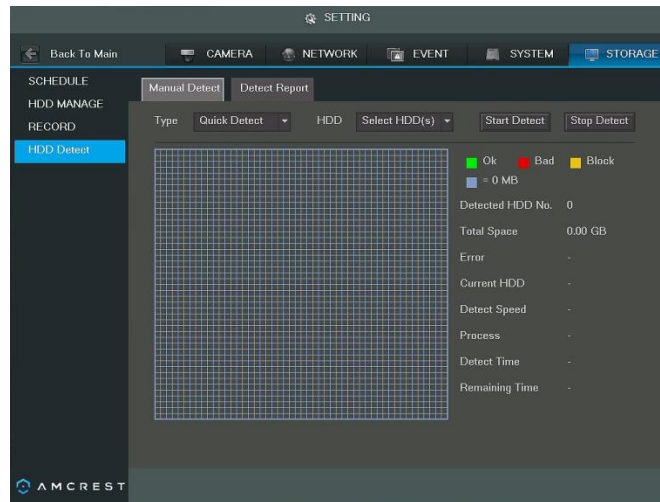 SETTING
Back To Main CAMERA NETWORK EVENT SYSTEM STORAGE
SCHEDULE
HDD MANAGE
RECORD
HDD Detect
Manual Detect Detect Report
Type Quick Detect HDD Select HDD(s) Start Detect Stop Detect
Ok Bad Block
= 0 MB
Detected HDD No. 0
Total Space 0.00 GB
Error -
Current HDD -
Detect Speed -
Process -
Detect Time -
Remaining Time -
AMCREST